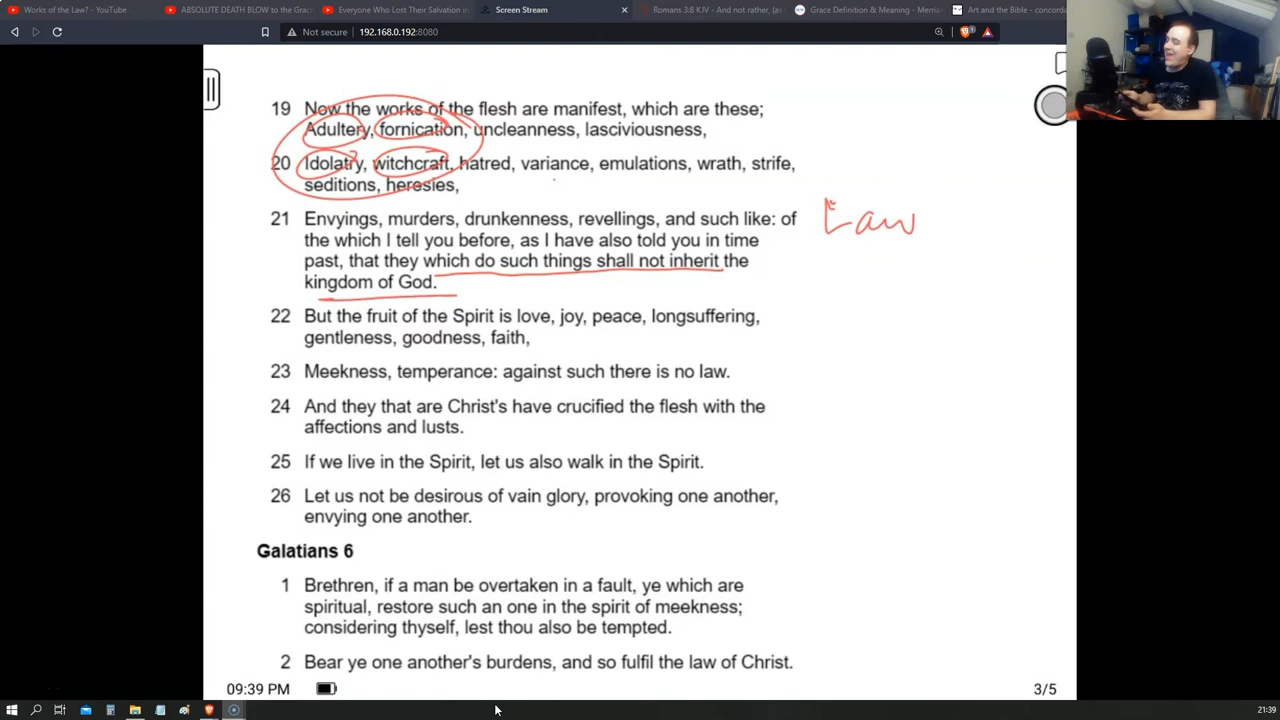 Works of the Law? - YouTube
ABSOLUTE DEATH BLOW to the Grac
Everyone Who Lost Their Salvation in
Screen Stream
Romans 3:8 KJV - And not rather, (as
Grace Definition & Meaning - Merria
Art and the Bible - concorda
Not secure
192.168.0.192:8080
19 Now the works of the flesh are manifest, which are these;
Adultery, fornication, uncleanness, lasciviousness,
20 Idolatry, witchcraft, hatred, variance, emulations, wrath, strife,
seditions, heresies,
21 Envyings, murders, drunkenness, revellings, and such like: of
the which I tell you before, as I have also told you in time
past, that they which do such things shall not inherit the
kingdom of God.
Law
22 But the fruit of the Spirit is love, joy, peace, longsuffering,
gentleness, goodness, faith,
23 Meekness, temperance: against such there is no law.
24 And they that are Christ's have crucified the flesh with the
affections and lusts.
25 If we live in the Spirit, let us also walk in the Spirit.
26 Let us not be desirous of vain glory, provoking one another,
envying one another.
Galatians 6
1 Brethren, if a man be overtaken in a fault, ye which are
spiritual, restore such an one in the spirit of meekness;
considering thyself, lest thou also be tempted.
2 Bear ye one another's burdens, and so fulfil the law of Christ.
09:39 PM
3/5
21:39